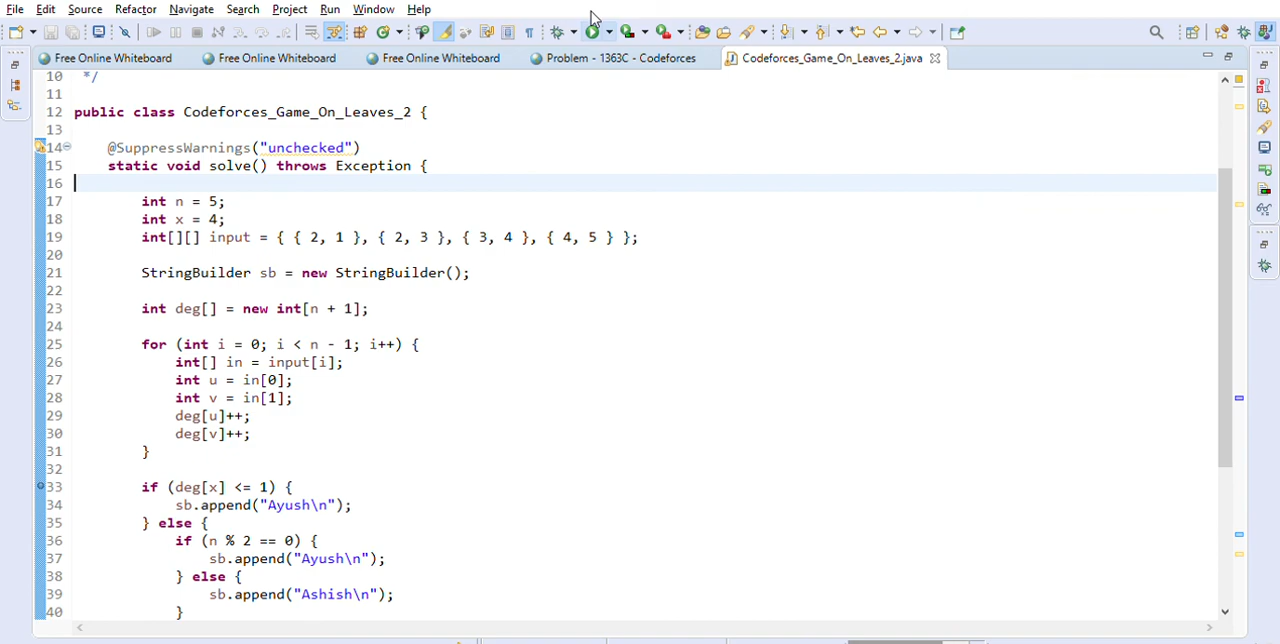 File Edit Source Refactor Navigate Search Project Run Window Help
Free Online Whiteboard Free Online Whiteboard Free Online Whiteboard Problem - 1363C - Codeforces Codeforces_Game_On_Leaves_2.java
10 */
11
12 public class Codeforces_Game_On_Leaves_2 {
13
14 @SuppressWarnings("unchecked")
15 static void solve() throws Exception {
16
17 int n = 5;
18 int x = 4;
19 int[][] input = { { 2, 1 }, { 2, 3 }, { 3, 4 }, { 4, 5 } };
20
21 StringBuilder sb = new StringBuilder();
22
23 int deg[] = new int[n + 1];
24
25 for (int i = 0; i < n - 1; i++) {
26 int[] in = input[i];
27 int u = in[0];
28 int v = in[1];
29 deg[u]++;
30 deg[v]++;
31 }
32
33 if (deg[x] <= 1) {
34 sb.append("Ayush\n");
35 } else {
36 if (n % 2 == 0) {
37 sb.append("Ayush\n");
38 } else {
39 sb.append("Ashish\n");
40 }